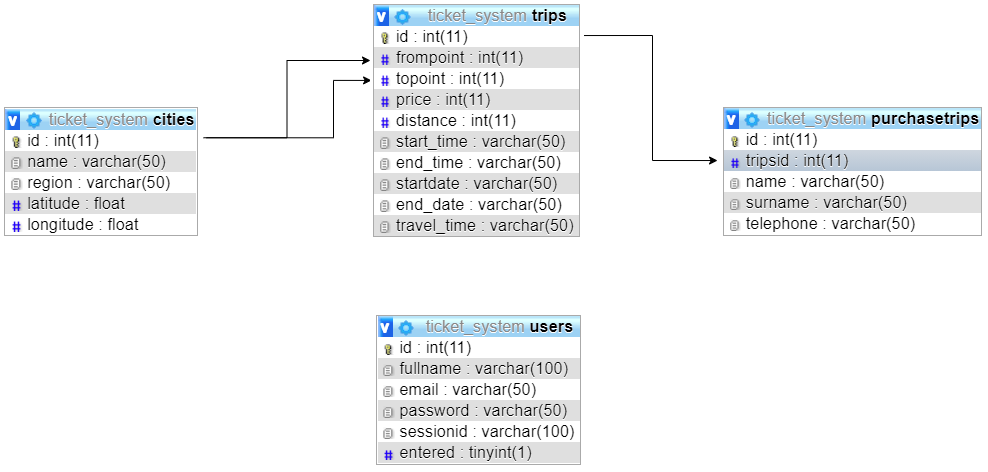 ticket_system trips
id : int(11)
frompoint : int(11)
topoint : int(11)
price : int(11)
distance : int(11)
start_time : varchar(50)
end_time : varchar(50)
startdate : varchar(50)
end_date : varchar(50)
travel_time : varchar(50)
ticket_system cities
id : int(11)
name : varchar(50)
region : varchar(50)
latitude : float
longitude : float
ticket_system purchasetrips
id : int(11)
tripsid : int(11)
name : varchar(50)
surname : varchar(50)
telephone : varchar(50)
ticket_system users
id : int(11)
fullname : varchar(100)
email : varchar(50)
password : varchar(50)
sessionid : varchar(100)
entered : tinyint(1)